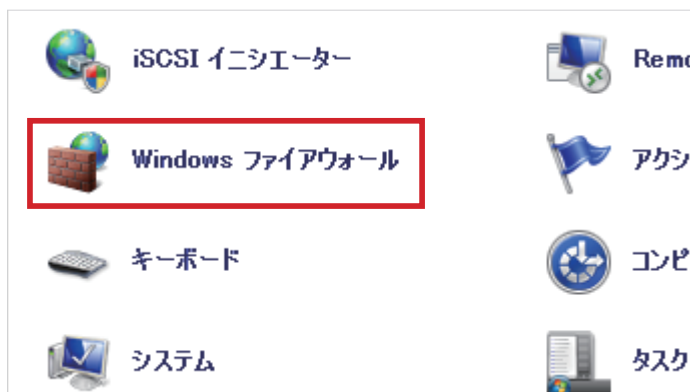 iSCSI イニシエーター
Windows ファイアウォール
アクシ
キーボード
コンピ
システム
タスク